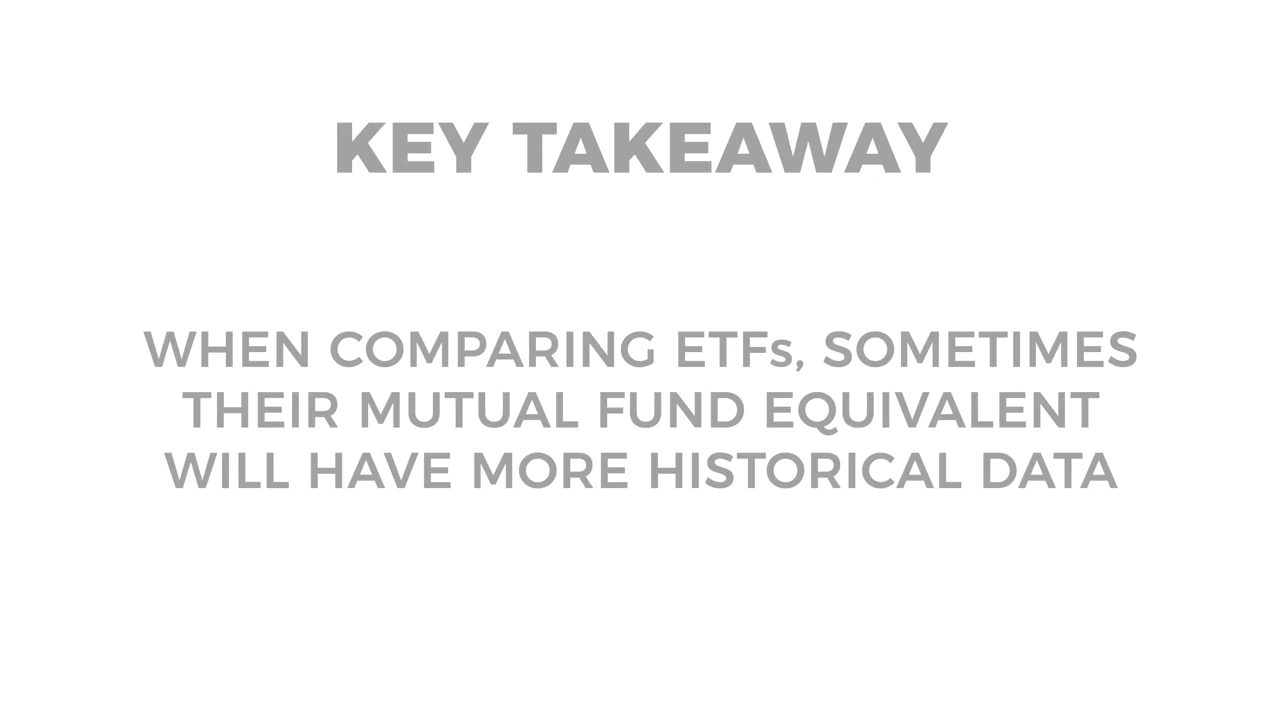 KEY TAKEAWAY
WHEN COMPARING ETFs, SOMETIMES
THEIR MUTUAL FUND EQUIVALENT
WILL HAVE MORE HISTORICAL DATA